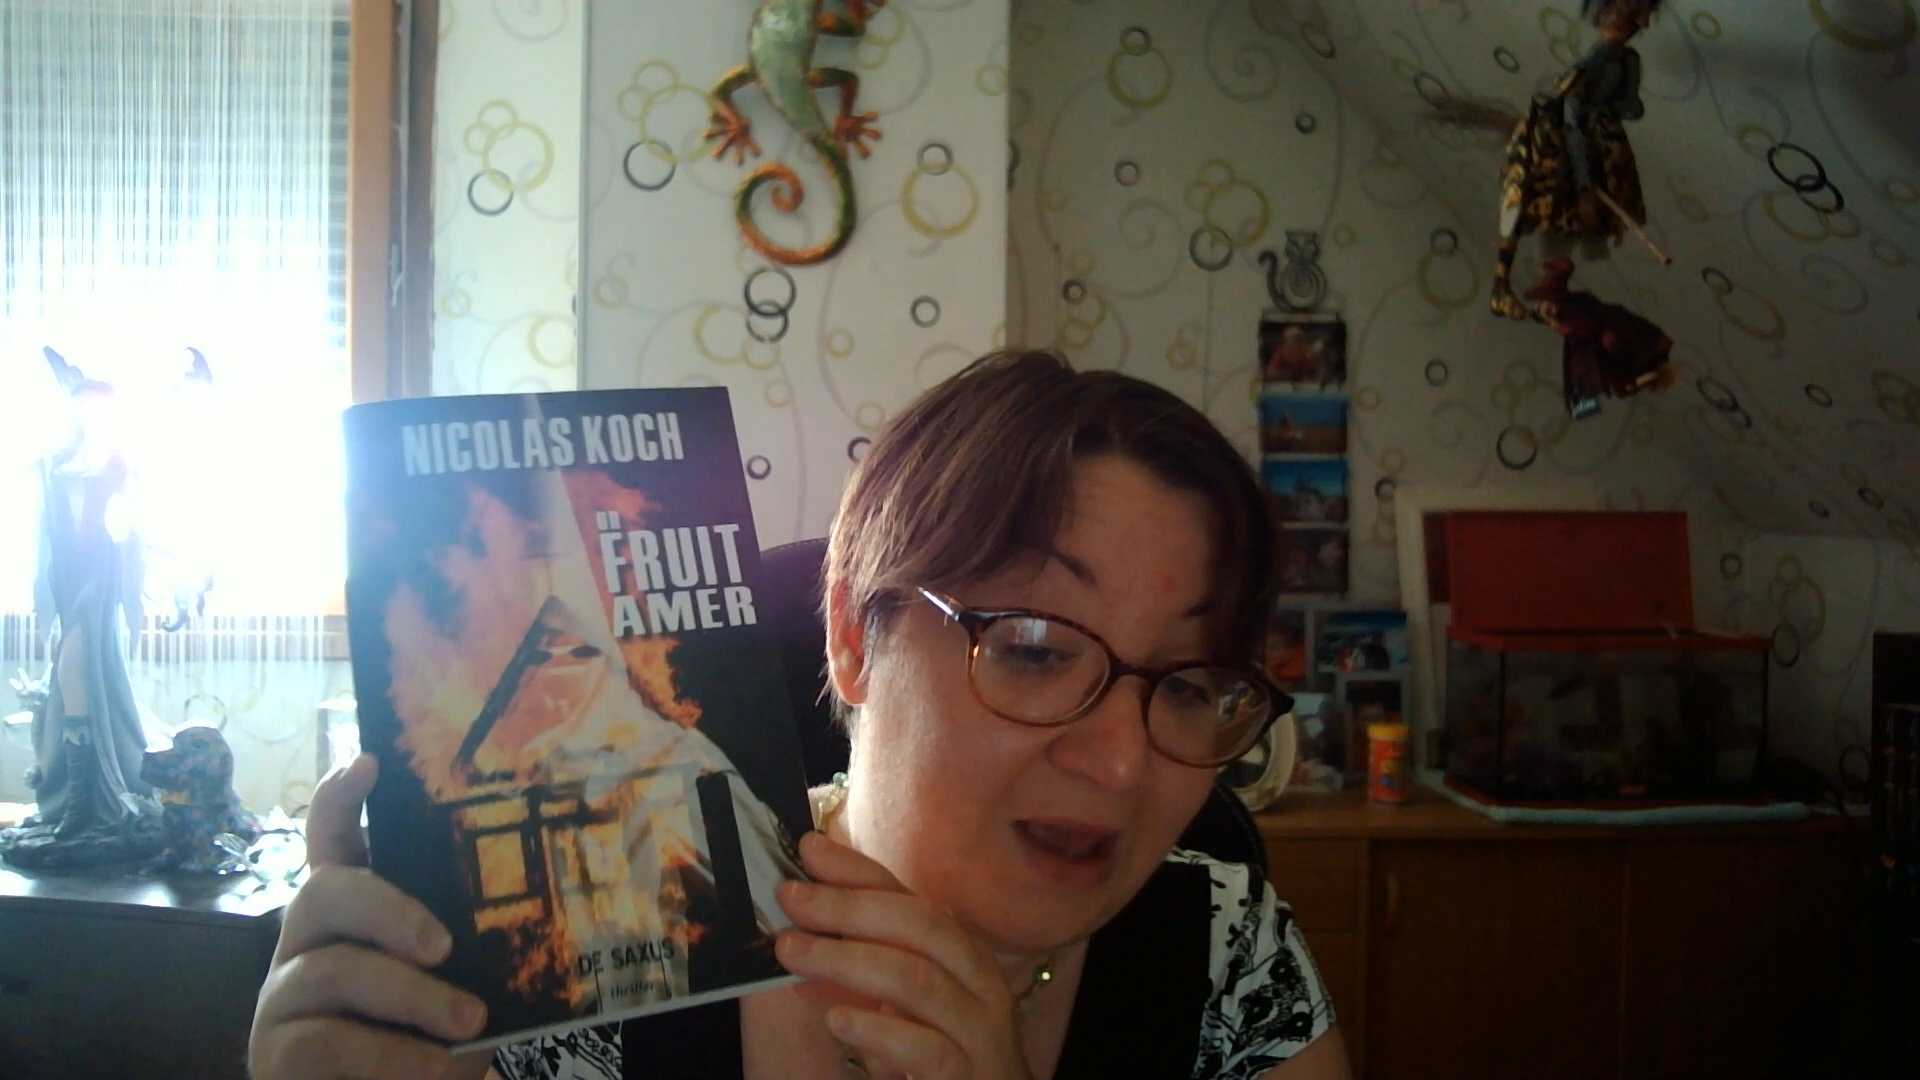 NICOLAS KOCH
FRUIT
AMER
DE SAXUS
thriller